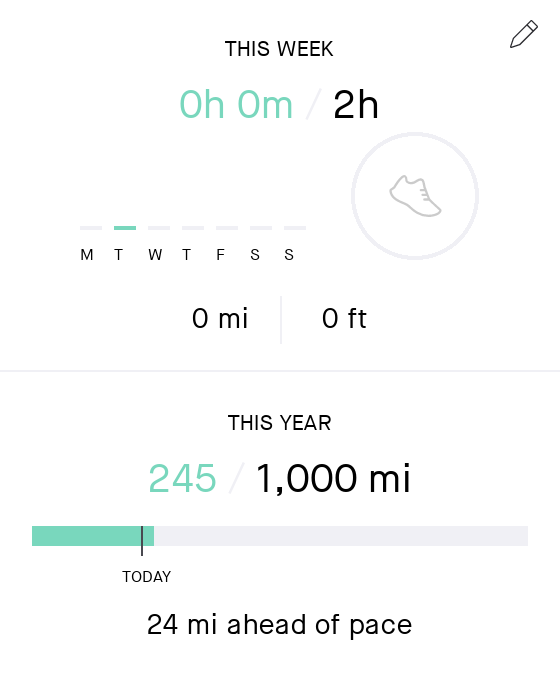 THIS WEEK
0h 0m / 2h
M T W T F S S
0 mi 0 ft
THIS YEAR
245 / 1,000 mi
TODAY
24 mi ahead of pace